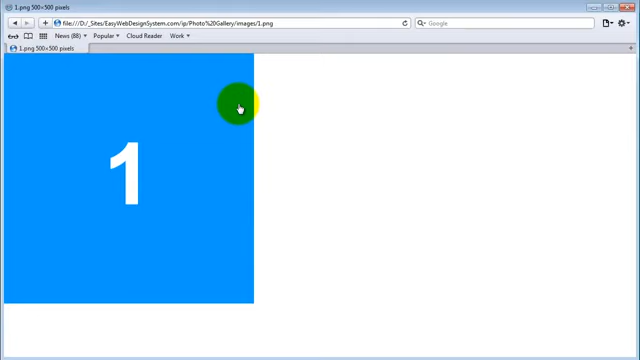 1.png 500×500 pixels
file:///D:/_Sites/EasyWebDesignSystem.com/ip/Photo%20Gallery/images/1.png
Google
News (88)
Popular
Cloud Reader
Work
1.png 500×500 pixels
1